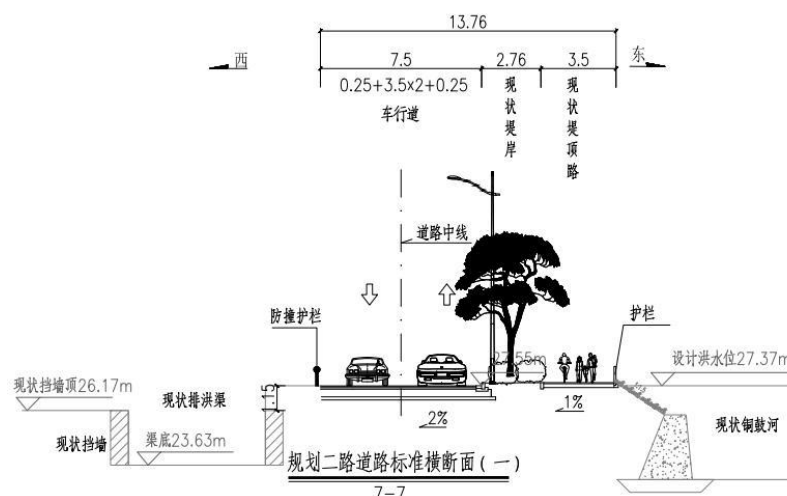 13.76
西
7.5
2.76
3.5
东
0.25+3.5x2+0.25
车行道
现状堤岸
现状堤顶路
道路中线
防撞护栏
护栏
27.55m
设计洪水位27.37m
现状挡墙顶26.17m
现状排洪渠
1.15
2%
1%
现状挡墙
渠底23.63m
现状铜鼓河
规划二路道路标准横断面(一)
7-7